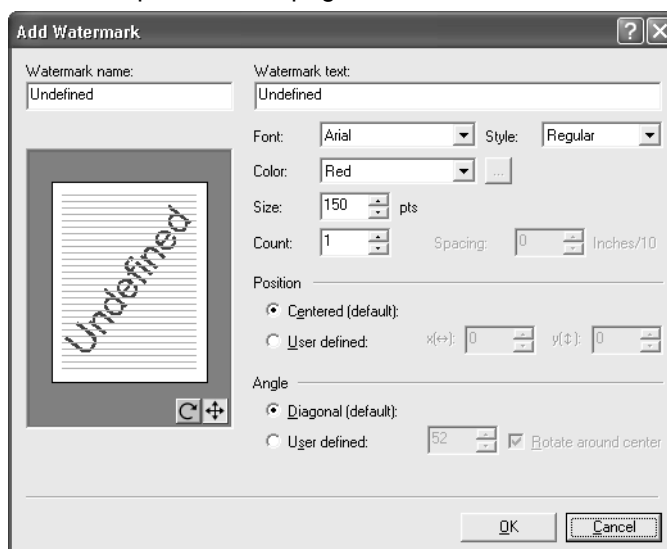 Add Watermark
Watermark name:
Undefined
Watermark text:
Undefined
Font: Arial Style: Regular
Color: Red ...
Size: 150 pts
Count: 1 Spacing: 0 Inches/10
Undefined
Position
Centered (default):
User defined: x(↔): 0 y(↕): 0
Angle
Diagonal (default):
User defined: 52 Rotate around center
OK Cancel